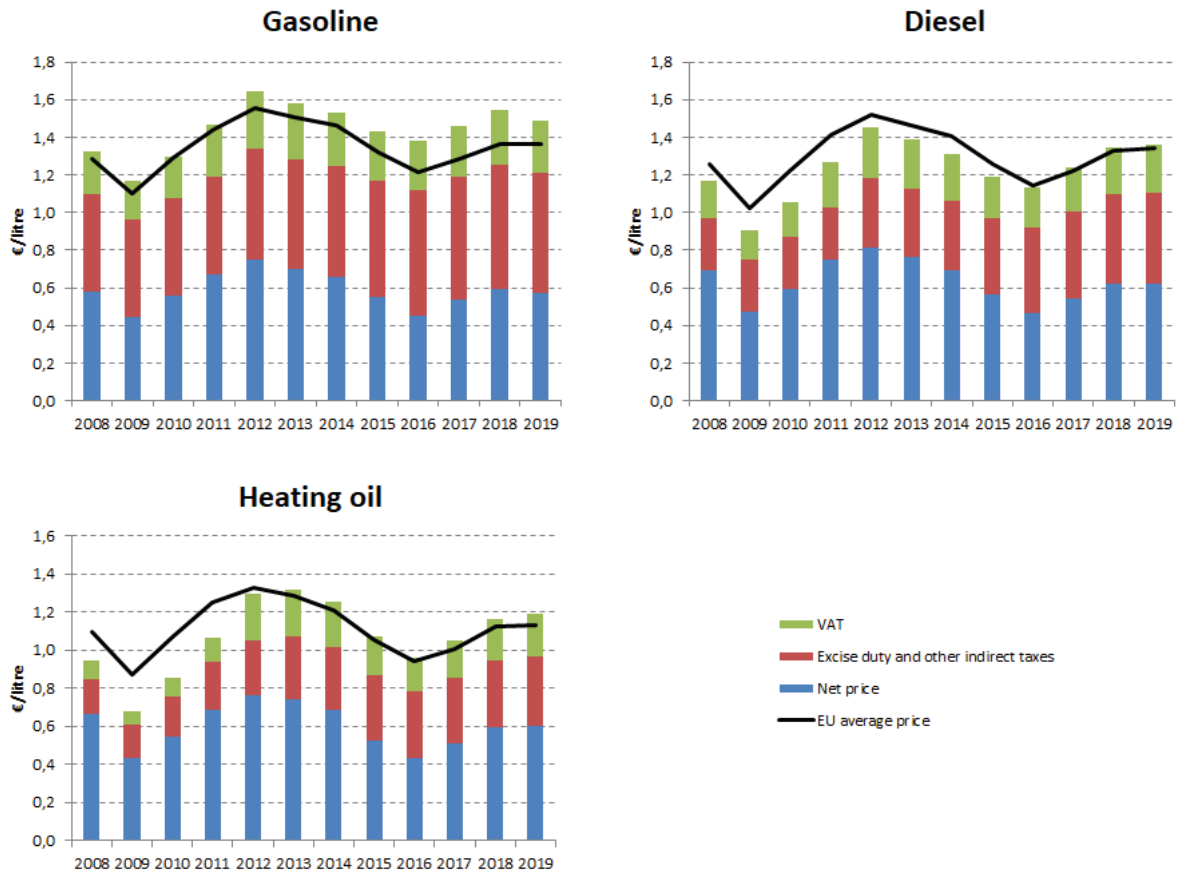 Gasoline
€/litre
1,8
1,6
1,4
1,2
1,0
0,8
0,6
0,4
0,2
0,0
2008 2009 2010 2011 2012 2013 2014 2015 2016 2017 2018 2019
Diesel
€/litre
1,8
1,6
1,4
1,2
1,0
0,8
0,6
0,4
0,2
0,0
2008 2009 2010 2011 2012 2013 2014 2015 2016 2017 2018 2019
Heating oil
€/litre
1,6
1,4
1,2
1,0
0,8
0,6
0,4
0,2
0,0
2008 2009 2010 2011 2012 2013 2014 2015 2016 2017 2018 2019
VAT
Excise duty and other indirect taxes
Net price
EU average price